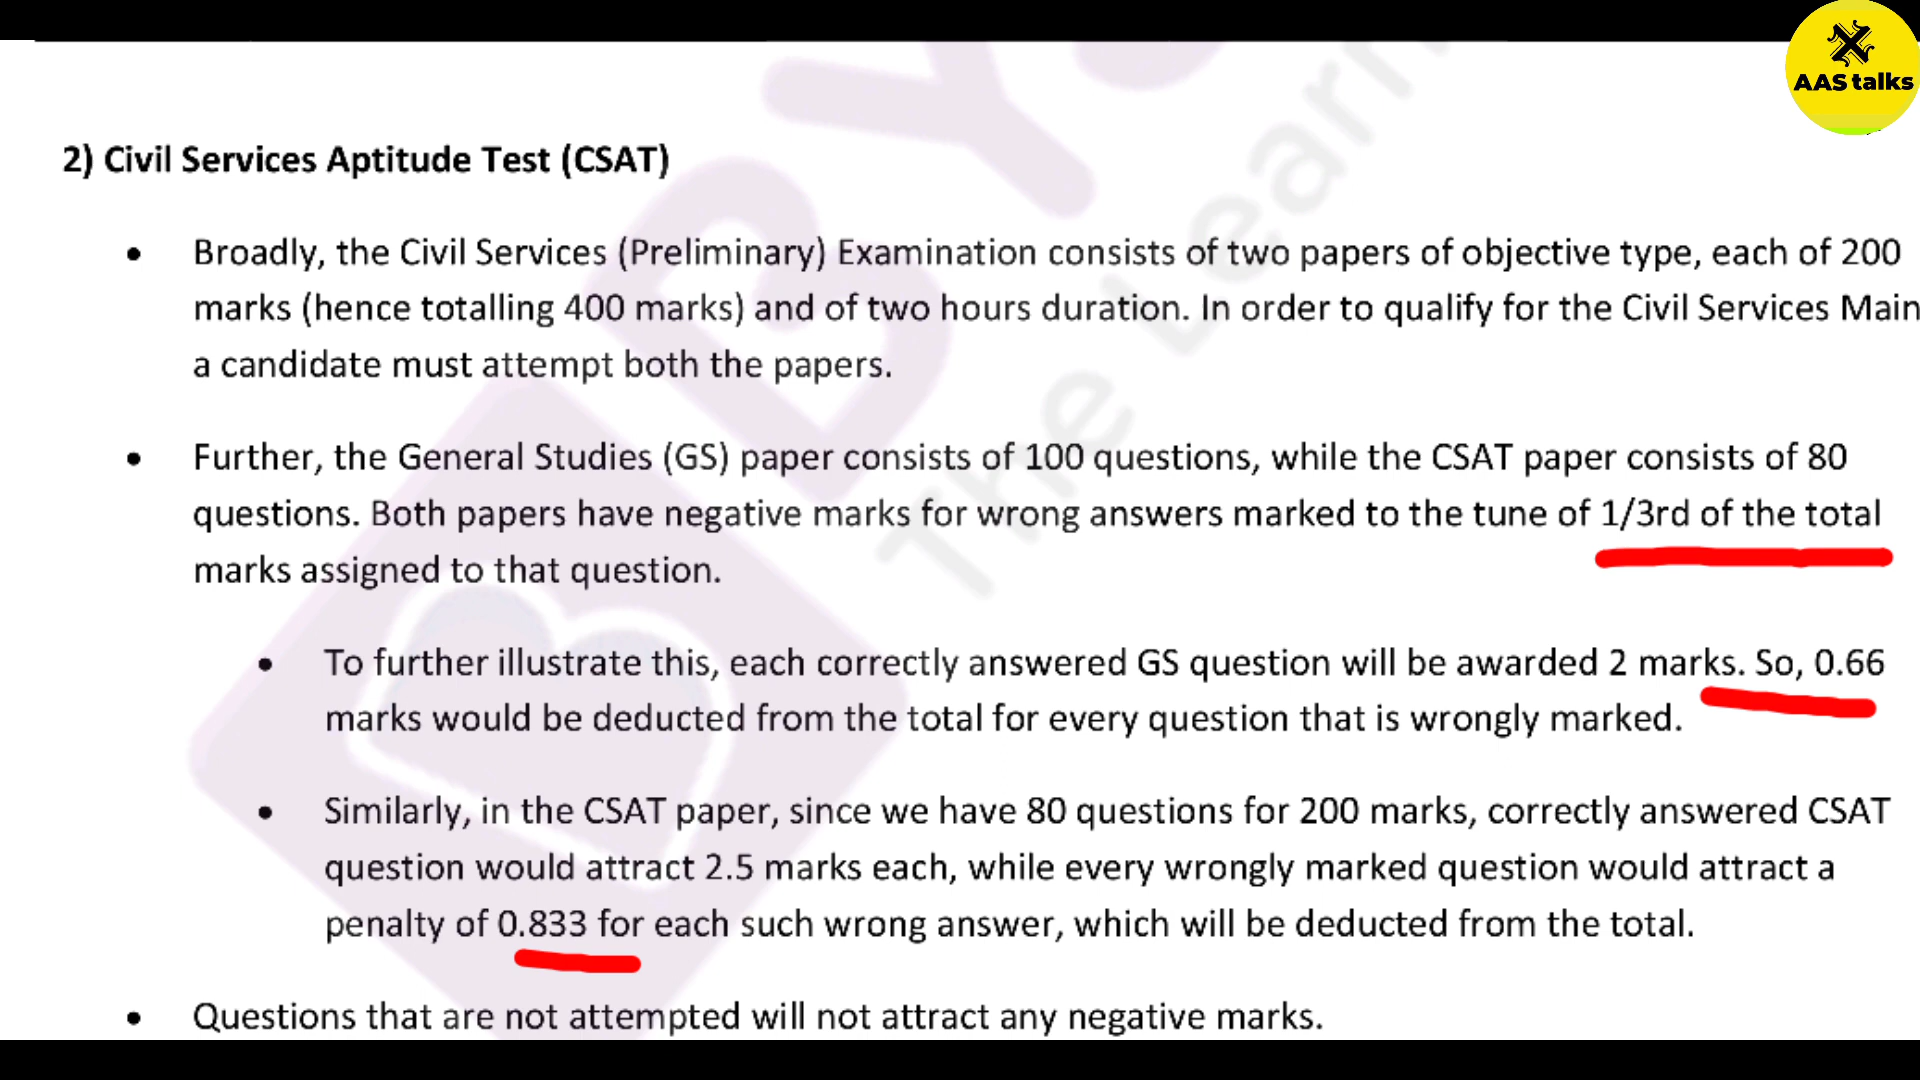 AAS talks
2) Civil Services Aptitude Test (CSAT)
• Broadly, the Civil Services (Preliminary) Examination consists of two papers of objective type, each of 200
marks (hence totalling 400 marks) and of two hours duration. In order to qualify for the Civil Services Main
a candidate must attempt both the papers.
• Further, the General Studies (GS) paper consists of 100 questions, while the CSAT paper consists of 80
questions. Both papers have negative marks for wrong answers marked to the tune of 1/3rd of the total
marks assigned to that question.
• To further illustrate this, each correctly answered GS question will be awarded 2 marks. So, 0.66
marks would be deducted from the total for every question that is wrongly marked.
• Similarly, in the CSAT paper, since we have 80 questions for 200 marks, correctly answered CSAT
question would attract 2.5 marks each, while every wrongly marked question would attract a
penalty of 0.833 for each such wrong answer, which will be deducted from the total.
• Questions that are not attempted will not attract any negative marks.
BY
The Learn